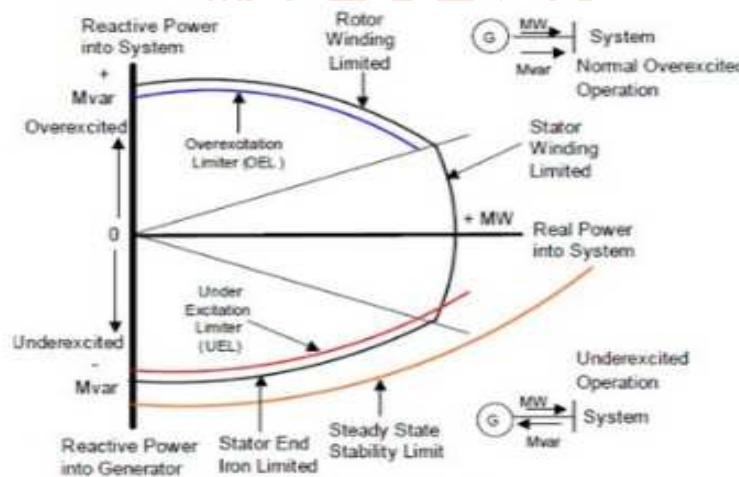 Reactive Power
into System
+
Mvar
Overexcited
0
Underexcited
-
Mvar
Reactive Power
into Generator
Rotor
Winding
Limited
Overexcitation
Limiter (OEL)
Stator
Winding
Limited
+ MW
Real Power
into System
Under
Excitation
Limiter
(UEL)
Stator End
Iron Limited
Steady State
Stability Limit
G
MW
Mvar
System
Normal Overexcited
Operation
Underexcited
Operation
G
MW
Mvar
System